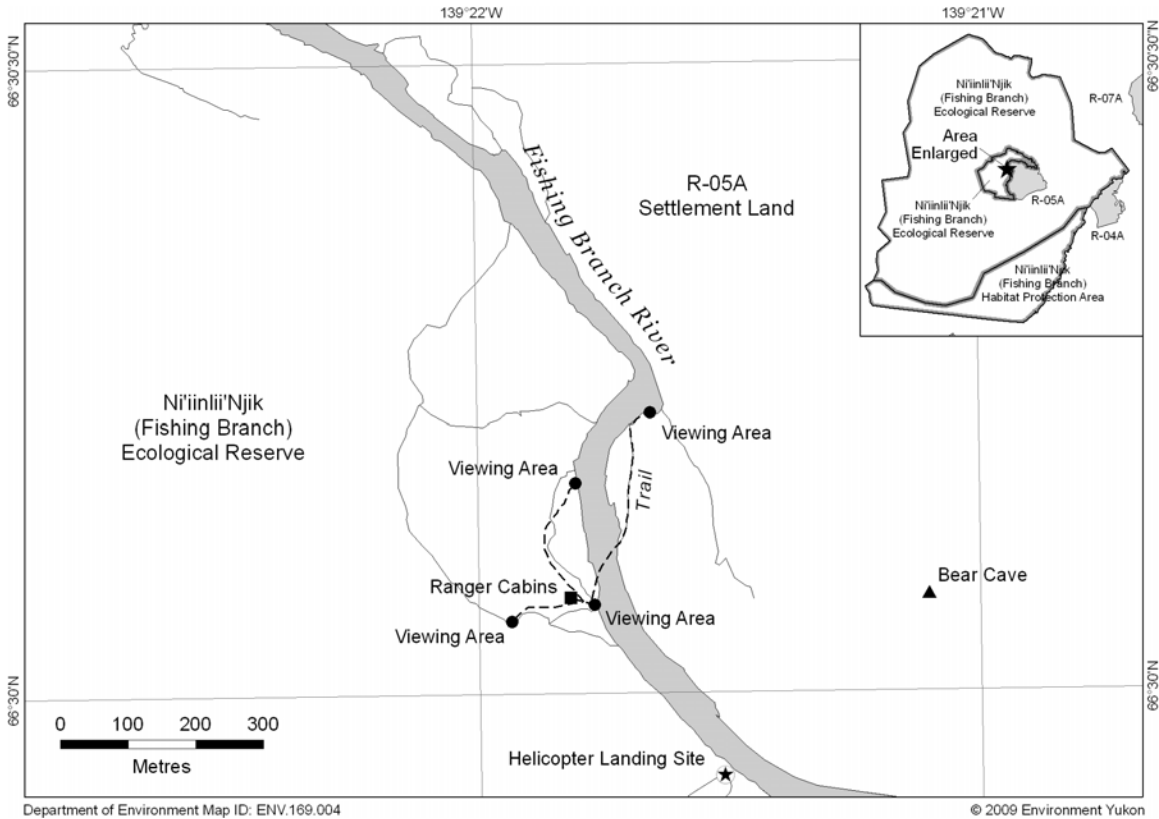 139°22'W
139°21'W
66°30'30"N
66°30'30"N
Fishing Branch River
R-05A
Settlement Land
Ni'iinlii'Njik
(Fishing Branch)
Ecological Reserve
R-07A
Area
Enlarged
R-05A
Ni'iinlii'Njik
(Fishing Branch)
Ecological Reserve
R-04A
Ni'iinlii'Njik
(Fishing Branch)
Habitat Protection Area
Ni'iinlii'Njik
(Fishing Branch)
Ecological Reserve
Viewing Area
Viewing Area
Trail
Ranger Cabins
Bear Cave
Viewing Area
Viewing Area
66°30'N
66°30'N
0 100 200 300
Metres
Helicopter Landing Site
Department of Environment Map ID: ENV.169.004
© 2009 Environment Yukon